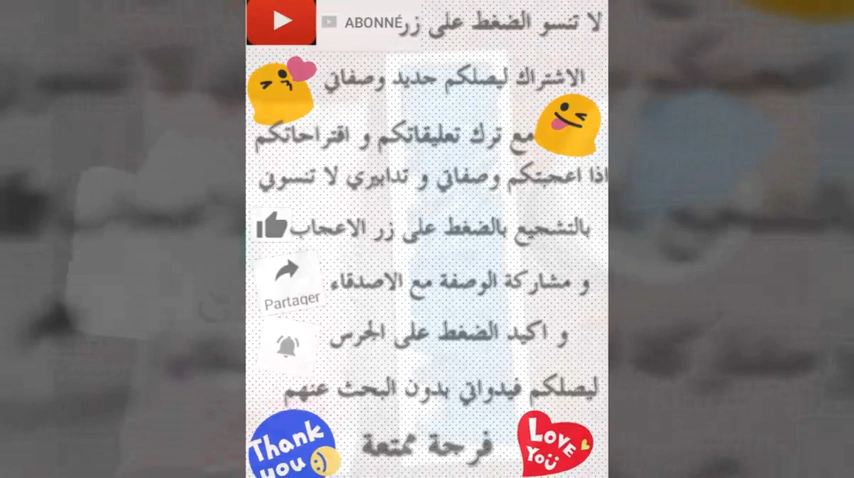 لا تنسو الضغط على زر ABONNÉ
الاشتراك ليصلكم جديد وصفاتي
مع ترك تعليقاتكم و اقتراحاتكم
اذا اعجبتكم وصفاتي و تدابيري لا تنسوني
بالتشجيع بالضغط على زر الاعجاب
و مشاركة الوصفة مع الاصدقاء
Partager
و اكيد الضغط على الجرس
ليصلكم فيدواتي بدون البحث عنهم
فرجة ممتعة
Thank you
Love You